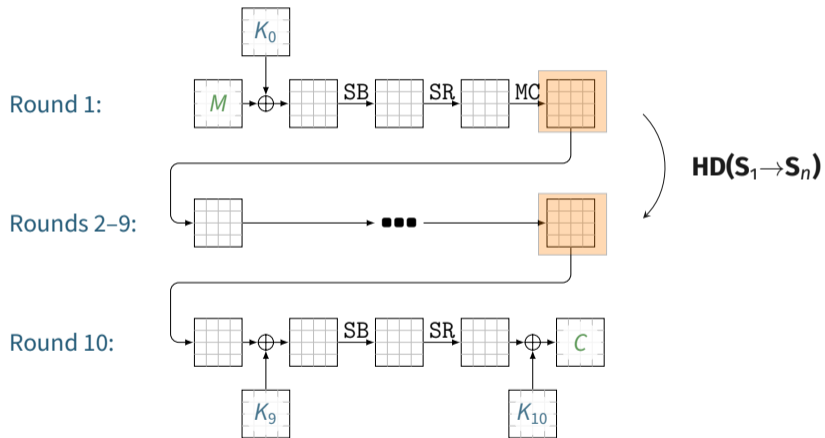 K₀
Round 1: M ⊕ SB SR MC
HD(S₁→Sₙ)
Rounds 2–9:
Round 10: ⊕ SB SR ⊕ C
K₉ K₁₀